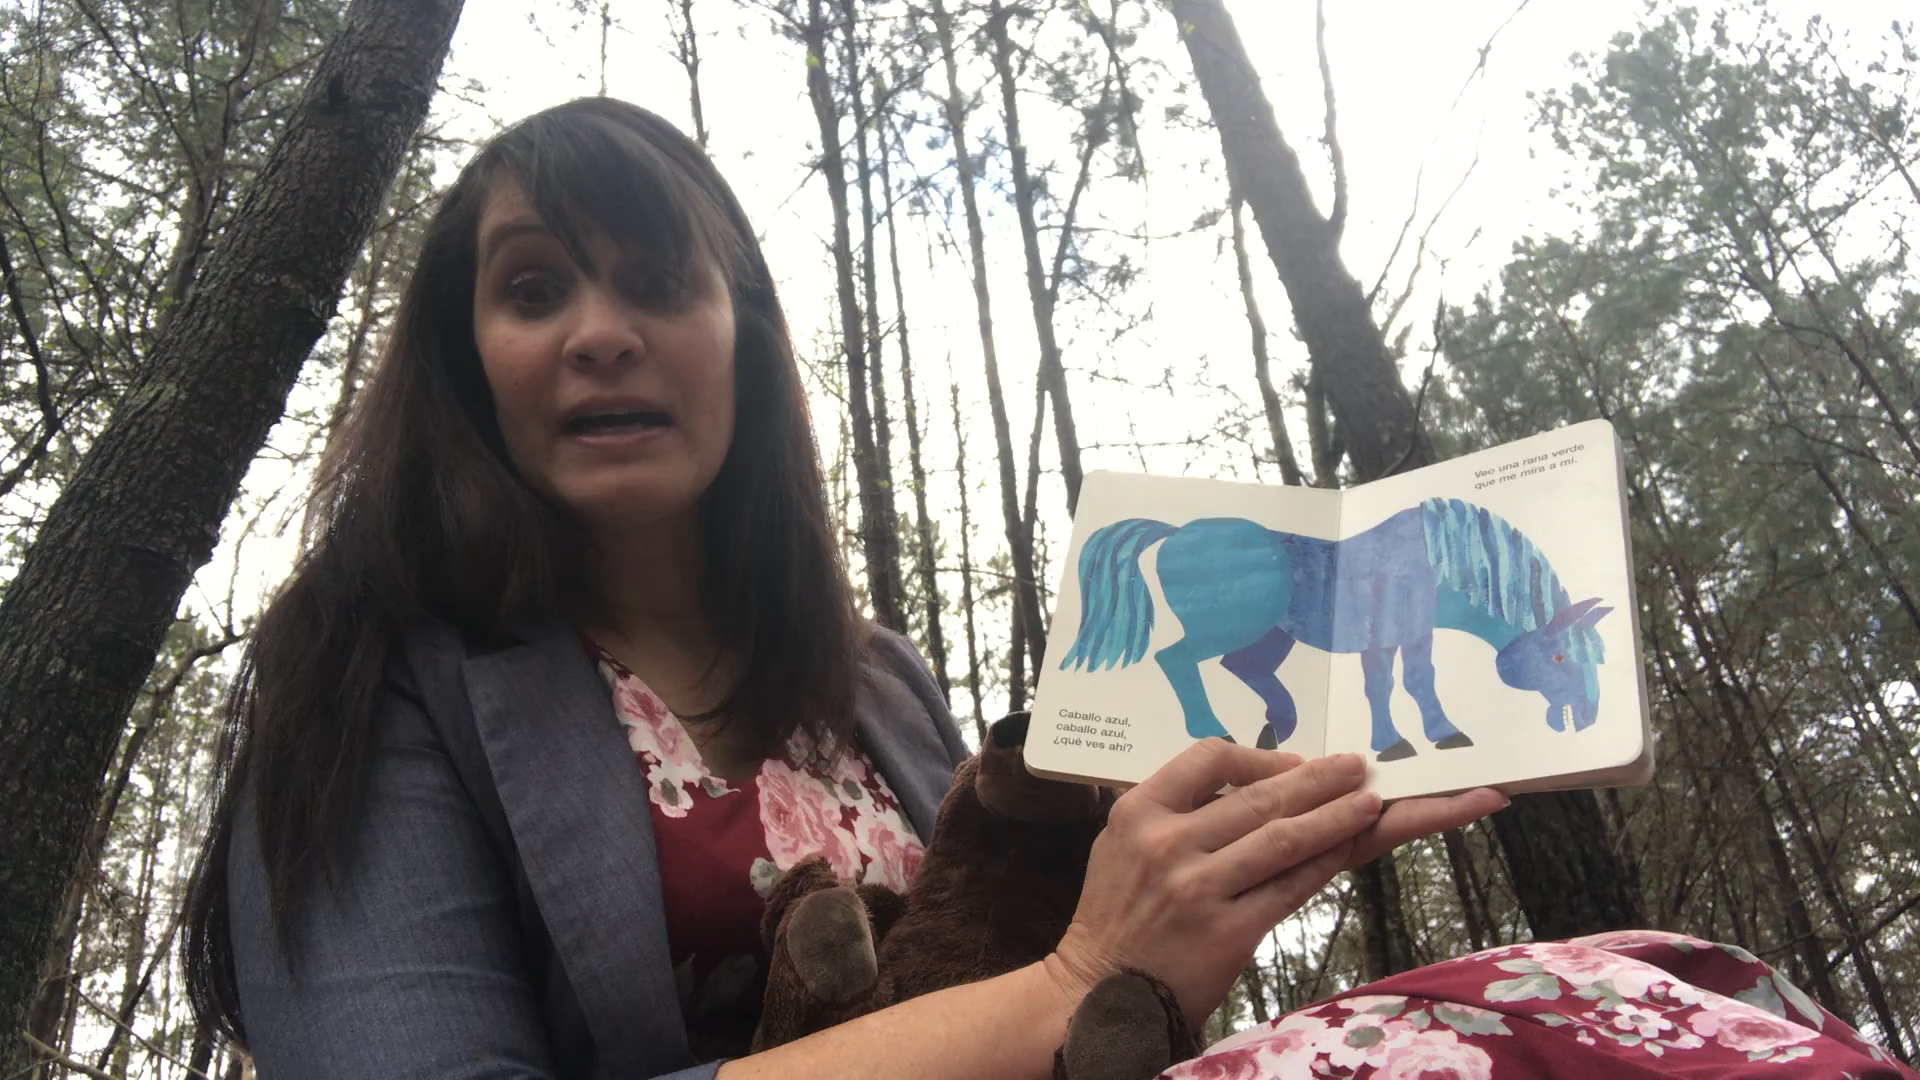 Caballo azul,
caballo azul,
¿qué ves ahí?
Veo una rana verde
que me mira a mí.